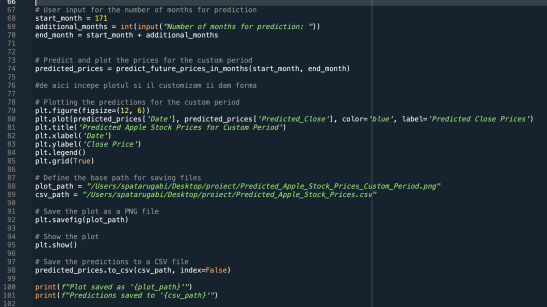 66
67 # User input for the number of months for prediction
68 start_month = 171
69 additional_months = int(input("Number of months for prediction: "))
70 end_month = start_month + additional_months
71
72
73 # Predict and plot the prices for the custom period
74 predicted_prices = predict_future_prices_in_months(start_month, end_month)
75
76 #de aici incepe plotul si il customizam ii dam forma
77
78 # Plotting the predictions for the custom period
79 plt.figure(figsize=(12, 6))
80 plt.plot(predicted_prices['Date'], predicted_prices['Predicted_Close'], color='blue', label='Predicted Close Prices')
81 plt.title('Predicted Apple Stock Prices for Custom Period')
82 plt.xlabel('Date')
83 plt.ylabel('Close Price')
84 plt.legend()
85 plt.grid(True)
86
87 # Define the base path for saving files
88 plot_path = "/Users/spatarugabi/Desktop/proiect/Predicted_Apple_Stock_Prices_Custom_Period.png"
89 csv_path = "/Users/spatarugabi/Desktop/proiect/Predicted_Apple_Stock_Prices.csv"
90
91 # Save the plot as a PNG file
92 plt.savefig(plot_path)
93
94 # Show the plot
95 plt.show()
96
97 # Save the predictions to a CSV file
98 predicted_prices.to_csv(csv_path, index=False)
99
100 print(f"Plot saved as '{plot_path}'")
101 print(f"Predictions saved to '{csv_path}'")
102